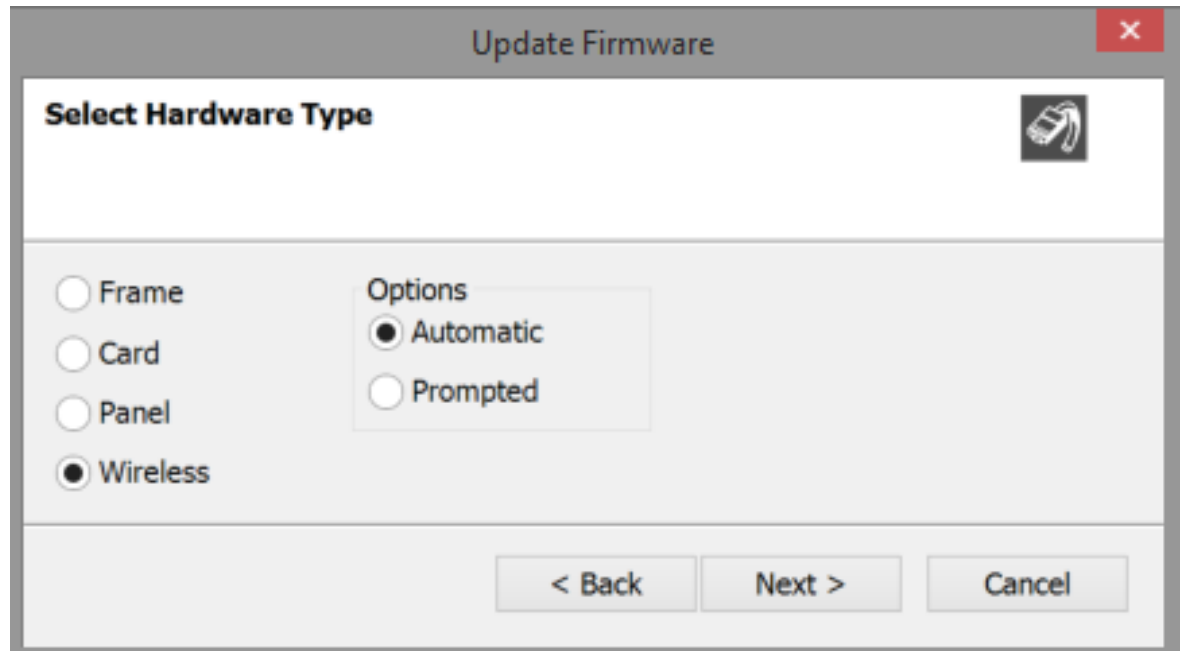 Update Firmware
Select Hardware Type
Frame
Card
Panel
Wireless
Options
Automatic
Prompted
< Back
Next >
Cancel